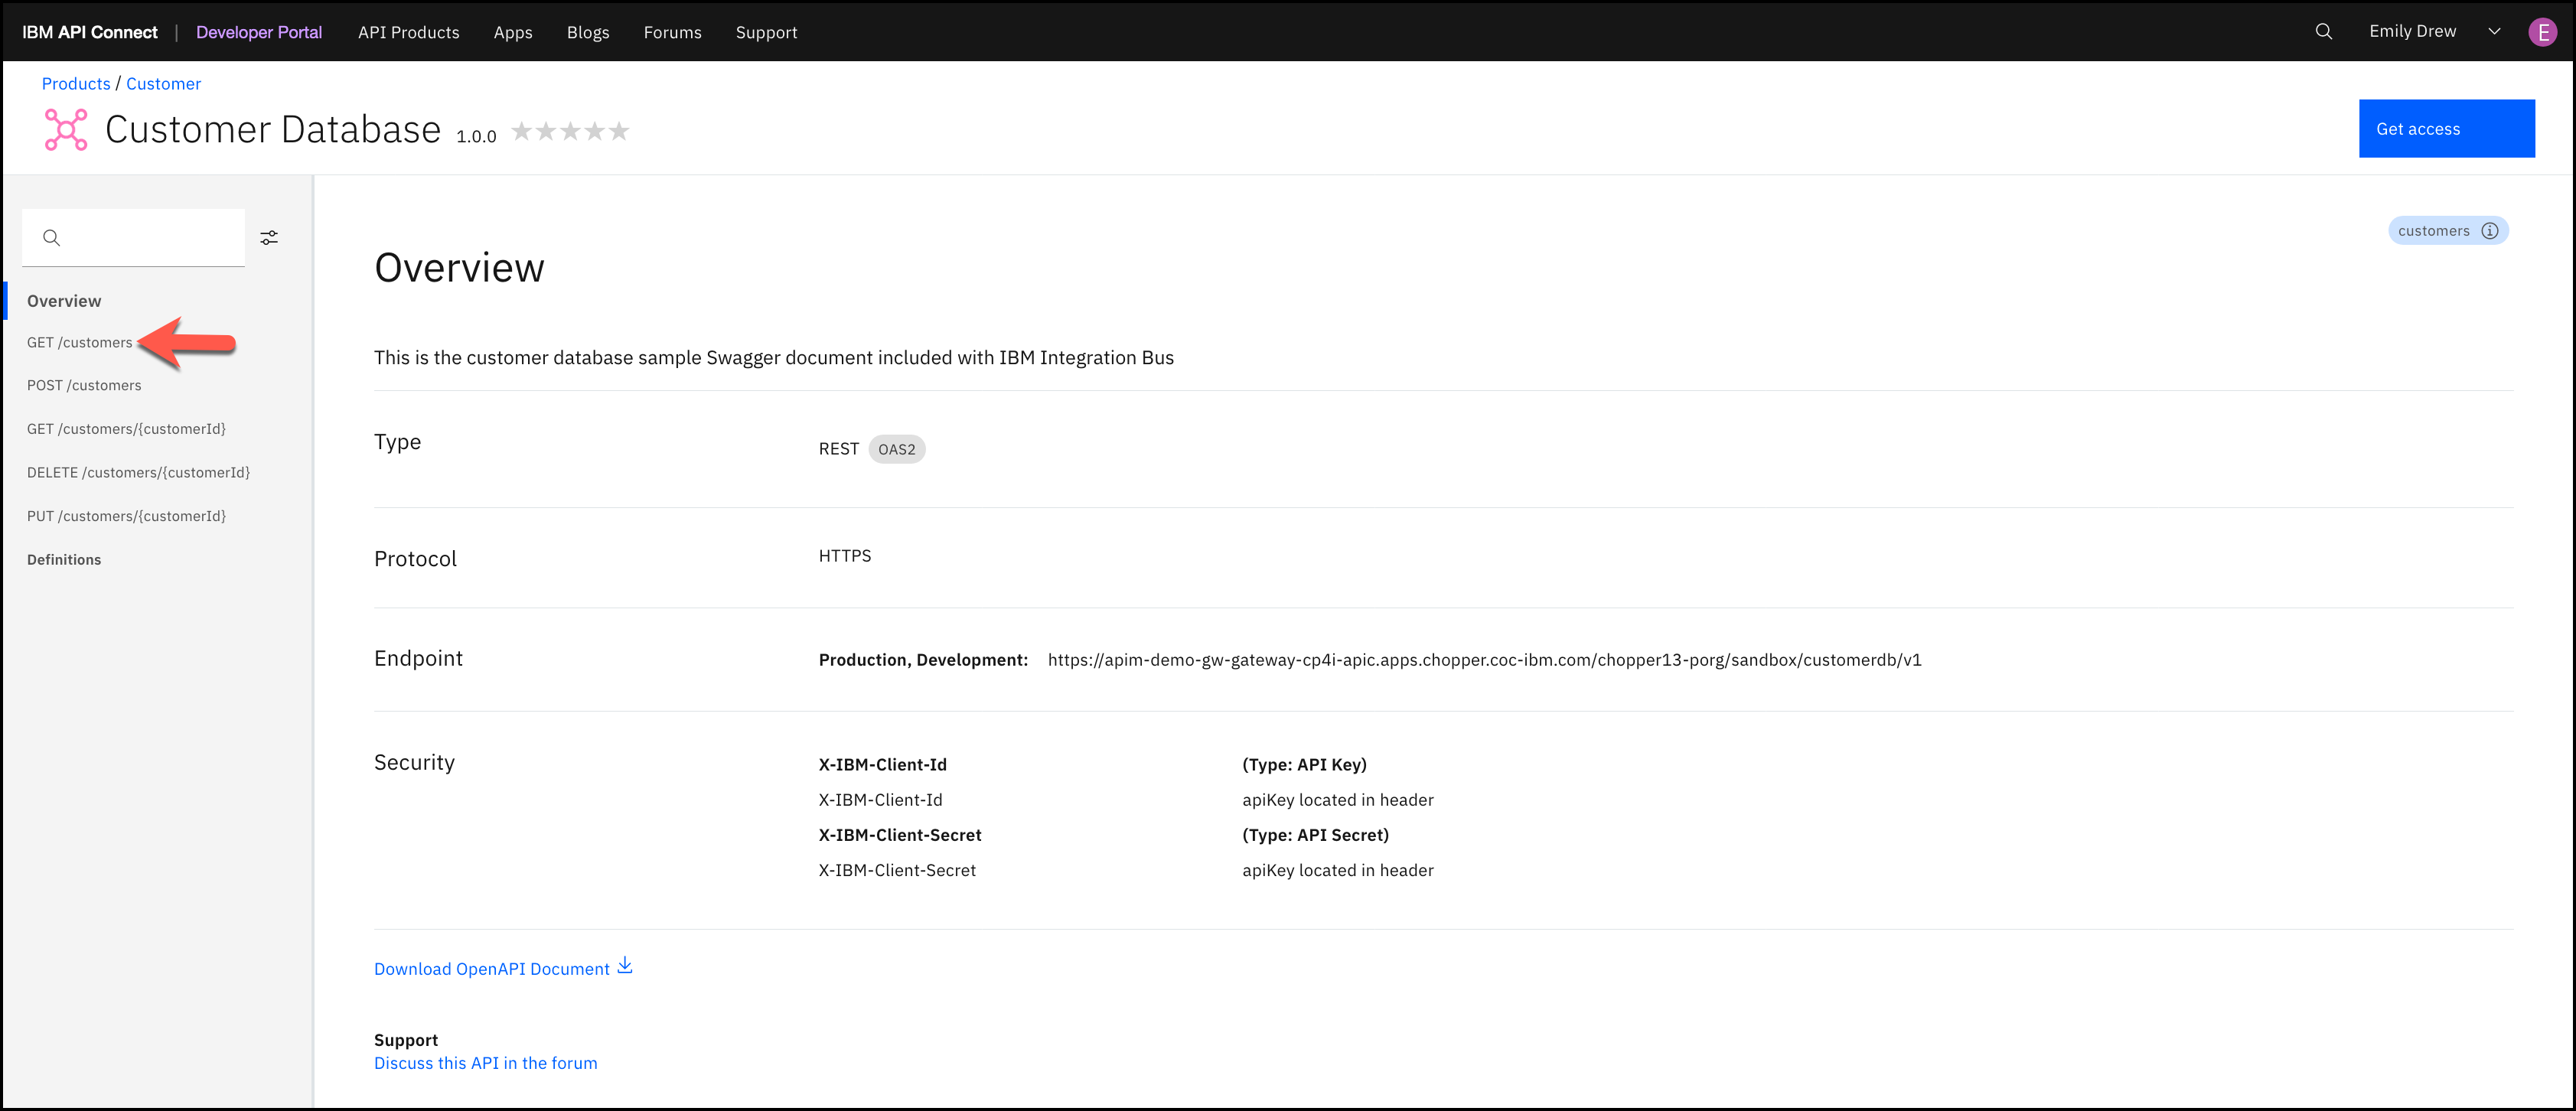 IBM API Connect | Developer Portal API Products Apps Blogs Forums Support Emily Drew E
Products / Customer
Customer Database 1.0.0
Get access
customers
Overview
Overview
GET /customers
POST /customers
GET /customers/{customerId}
DELETE /customers/{customerId}
PUT /customers/{customerId}
Definitions
This is the customer database sample Swagger document included with IBM Integration Bus
Type REST OAS2
Protocol HTTPS
Endpoint Production, Development: https://apim-demo-gw-gateway-cp4i-apic.apps.chopper.coc-ibm.com/chopper13-porg/sandbox/customerdb/v1
Security X-IBM-Client-Id (Type: API Key)
X-IBM-Client-Id apiKey located in header
X-IBM-Client-Secret (Type: API Secret)
X-IBM-Client-Secret apiKey located in header
Download OpenAPI Document
Support
Discuss this API in the forum